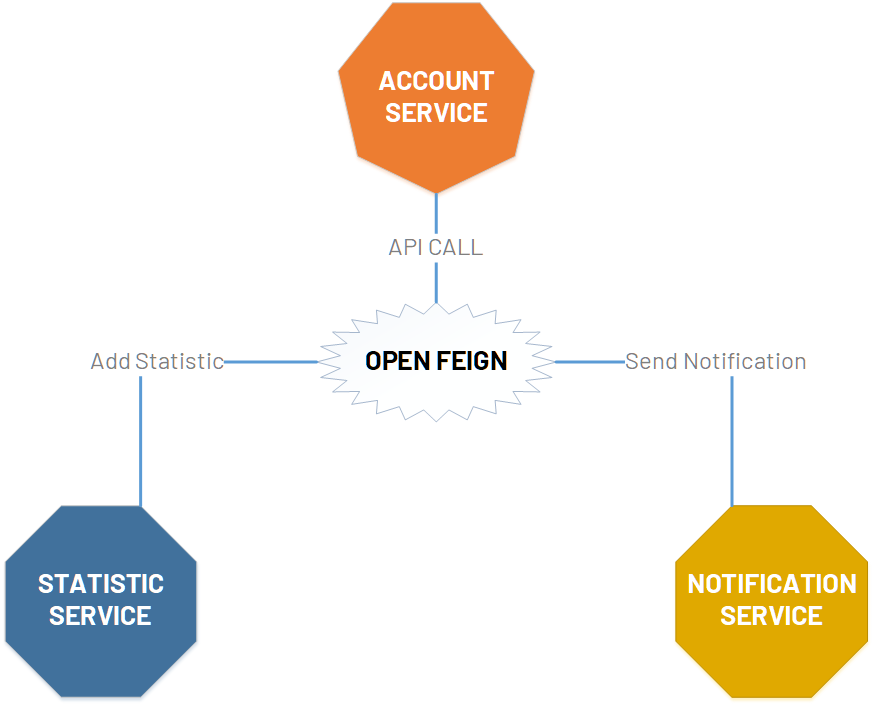 ACCOUNT
SERVICE
API CALL
Add Statistic
OPEN FEIGN
Send Notification
STATISTIC
SERVICE
NOTIFICATION
SERVICE